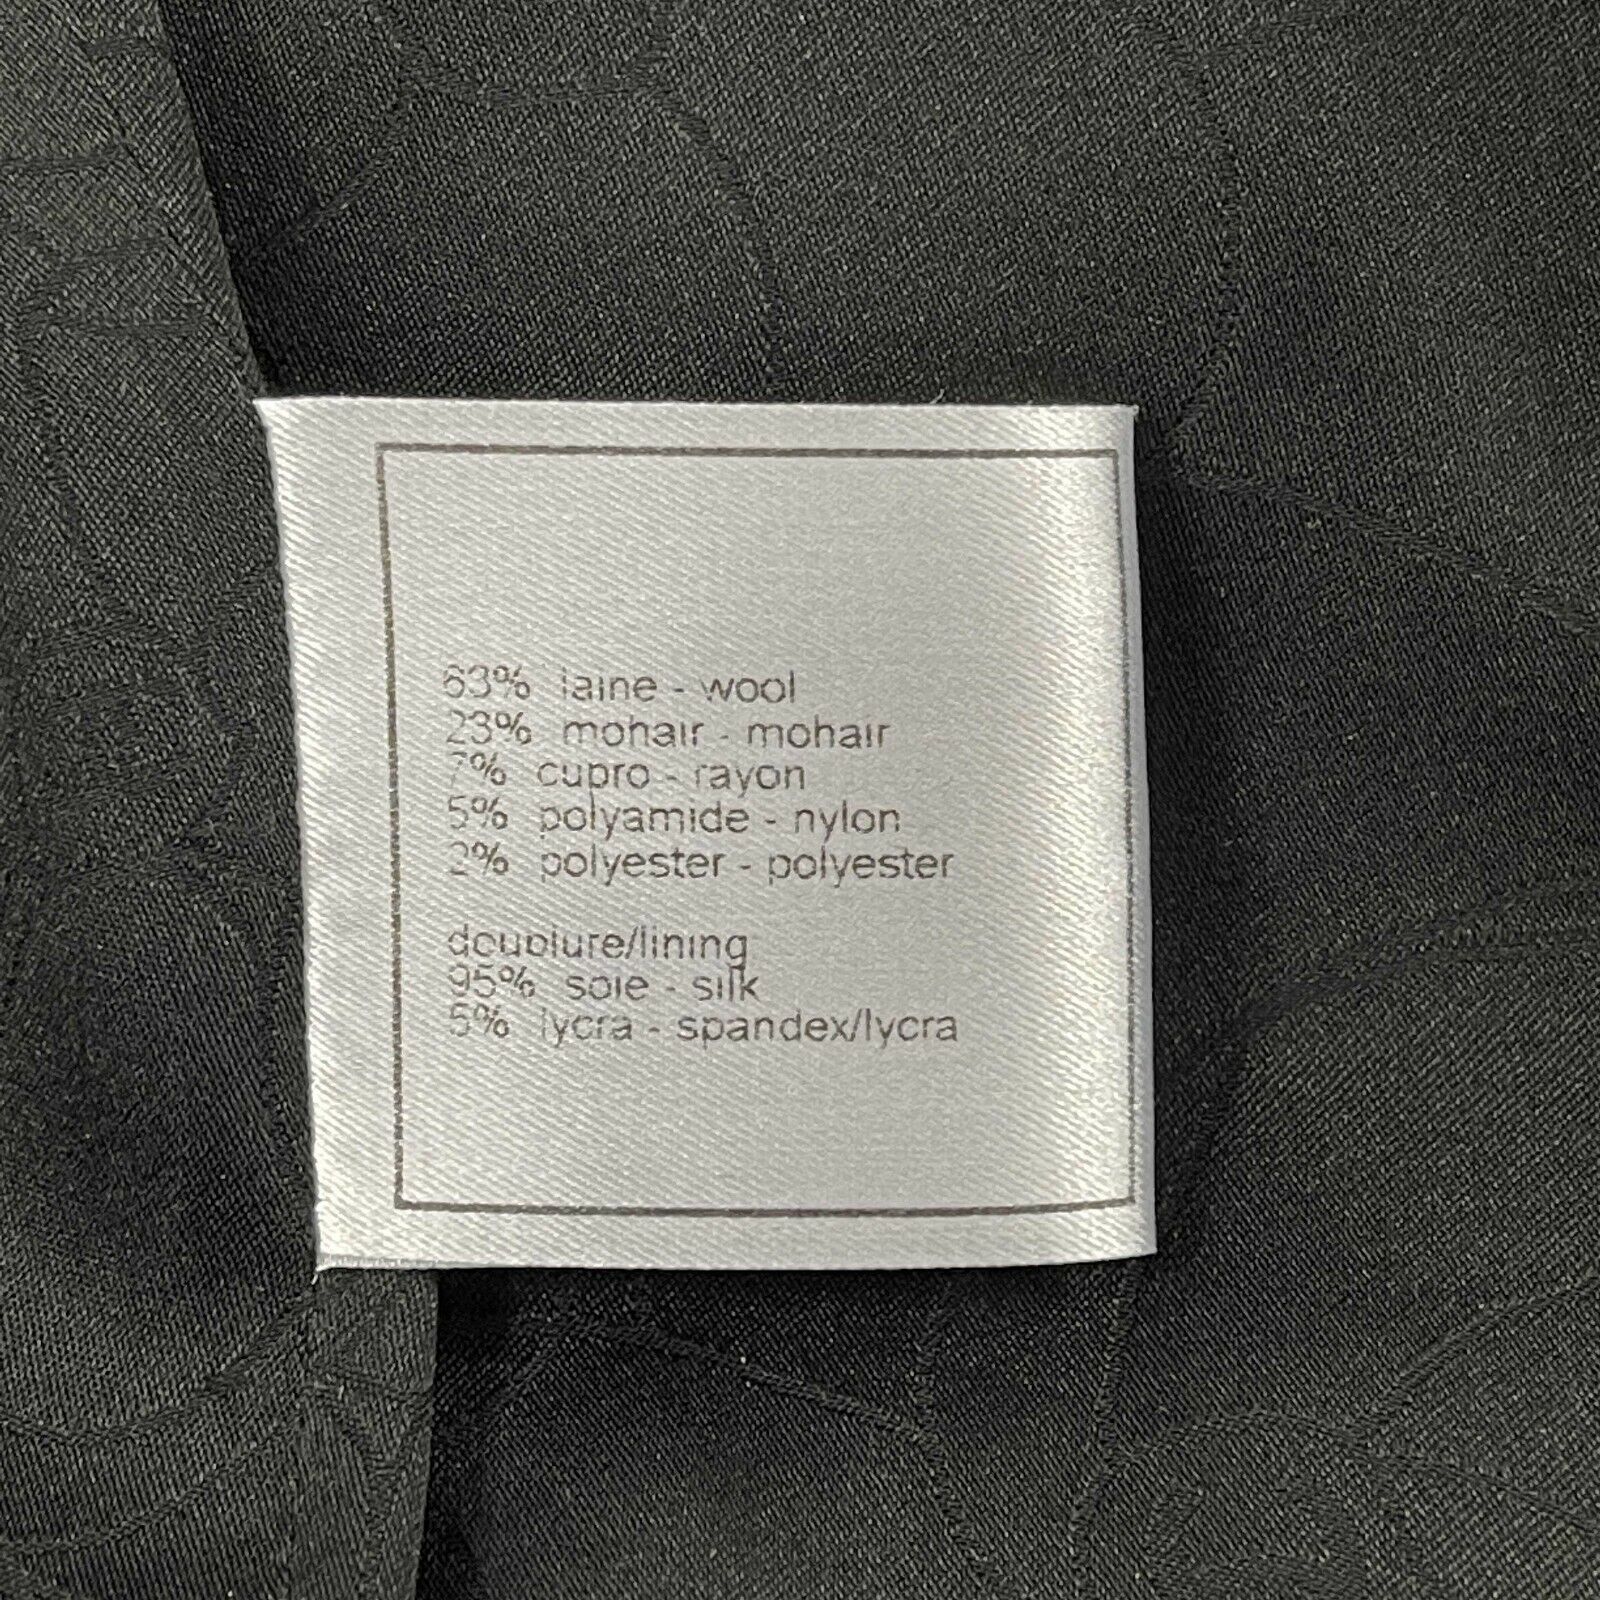 63% laine - wool
23% mohair - mohair
7% cupro - rayon
5% polyamide - nylon
2% polyester - polyester
doublure/lining
95% soie - silk
5% lycra - spandex/lycra